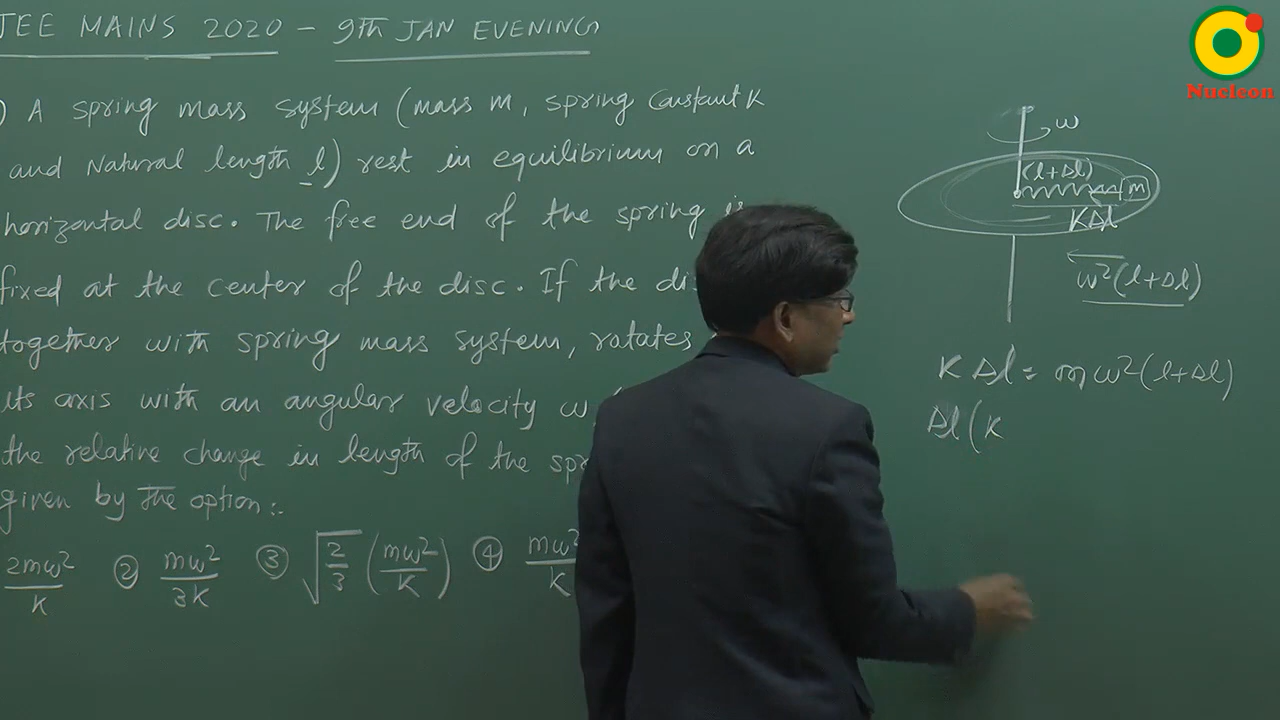 JEE MAINS 2020 – 9th JAN EVENING
) A spring mass system (mass m, spring constant K
and Natural length l) rest in equilibrium on a
horizontal disc. The free end of the spring is
fixed at the center of the disc. If the
together with spring mass system, rotates
its axis with an angular velocity ω
the relative change in length of the
given by the option:
2mω²/K ② mω²/3K ③ √(2/3) (mω²/K) ④ mω²/K
ω
(l+Δl)
m
KΔl
ω²(l+Δl)
K Δl = mω²(l+Δl)
Δl(K
Nucleon